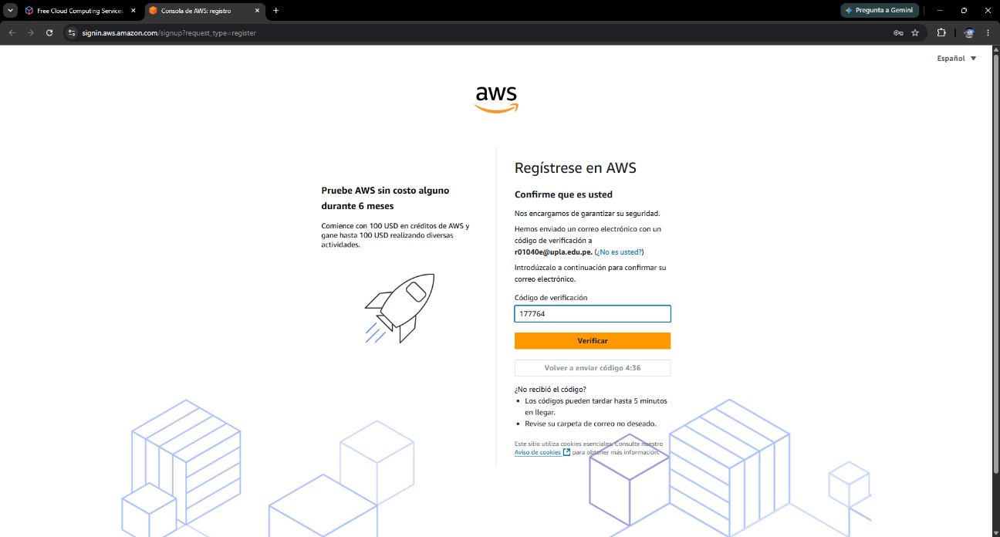 Free Cloud Computing Services
Consola de AWS: registro
Pregunta a Gemini
signin.aws.amazon.com/signup?request_type=register
Español
aws
Regístrese en AWS
Pruebe AWS sin costo alguno
durante 6 meses
Comience con 100 USD en créditos de AWS y
gane hasta 100 USD realizando diversas
actividades.
Confirme que es usted
Nos encargamos de garantizar su seguridad.
Hemos enviado un correo electrónico con un
código de verificación a
r01040e@upla.edu.pe. (¿No es usted?)
Introdúzcalo a continuación para confirmar su
correo electrónico.
Código de verificación
177764
Verificar
Volver a enviar código 4:36
¿No recibió el código?
• Los códigos pueden tardar hasta 5 minutos
en llegar.
• Revise su carpeta de correo no deseado.
Este sitio utiliza cookies esenciales. Consulte nuestro
Aviso de cookies para obtener más información.